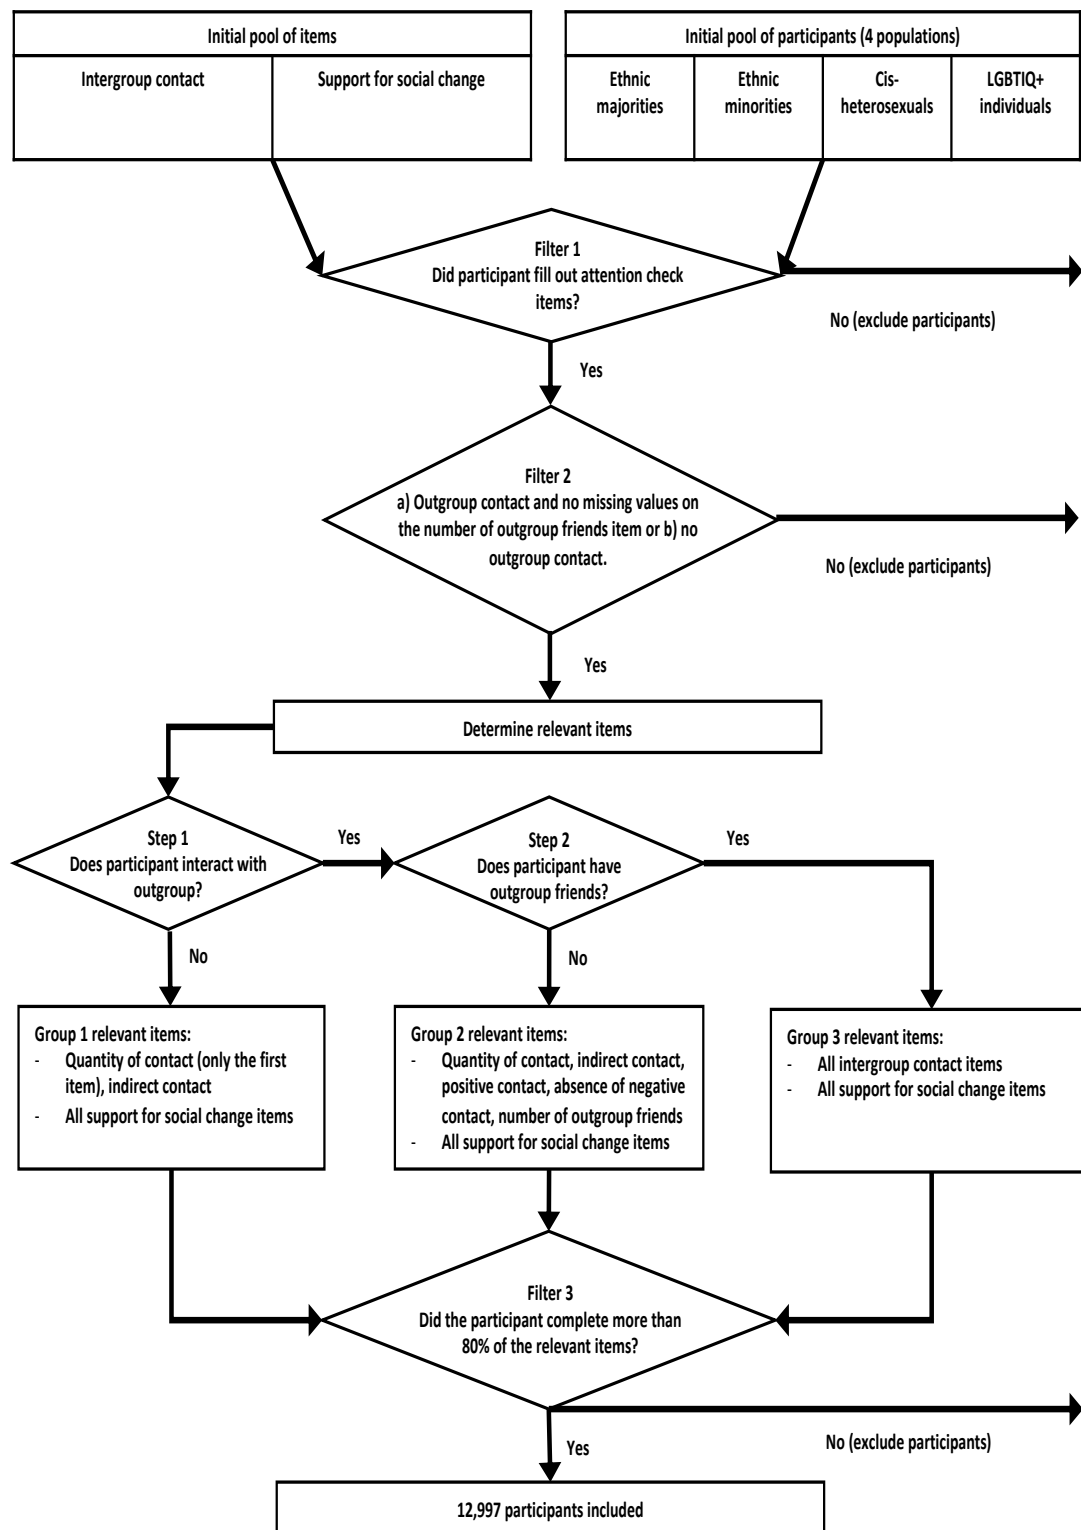 Initial pool of items
Intergroup contact
Support for social change
Initial pool of participants (4 populations)
Ethnic
majorities
Ethnic
minorities
Cis-
heterosexuals
LGBTIQ+
individuals
Filter 1
Did participant fill out attention check
items?
No (exclude participants)
Yes
Filter 2
a) Outgroup contact and no missing values on
the number of outgroup friends item or b) no
outgroup contact.
No (exclude participants)
Yes
Determine relevant items
Step 1
Does participant interact with
outgroup?
Yes
Step 2
Does participant have
outgroup friends?
Yes
No
No
Group 1 relevant items:
- Quantity of contact (only the first
item), indirect contact
- All support for social change items
Group 2 relevant items:
- Quantity of contact, indirect contact,
positive contact, absence of negative
contact, number of outgroup friends
- All support for social change items
Group 3 relevant items:
- All intergroup contact items
- All support for social change items
Filter 3
Did the participant complete more than
80% of the relevant items?
No (exclude participants)
Yes
12,997 participants included